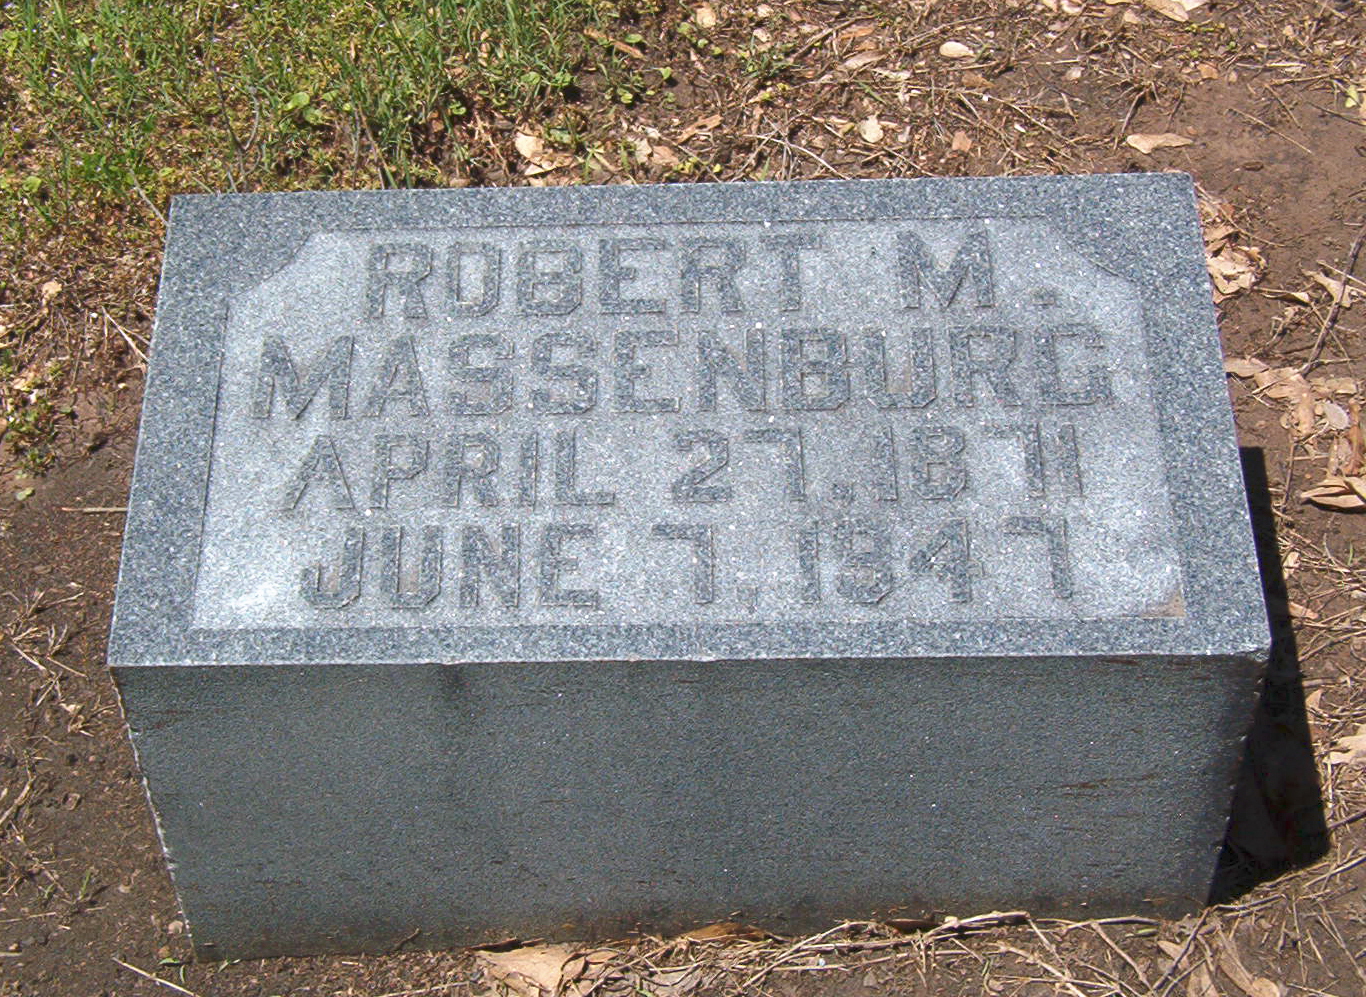 ROBERT M.
MASSENBURG
APRIL 27, 1871
JUNE 7, 1947